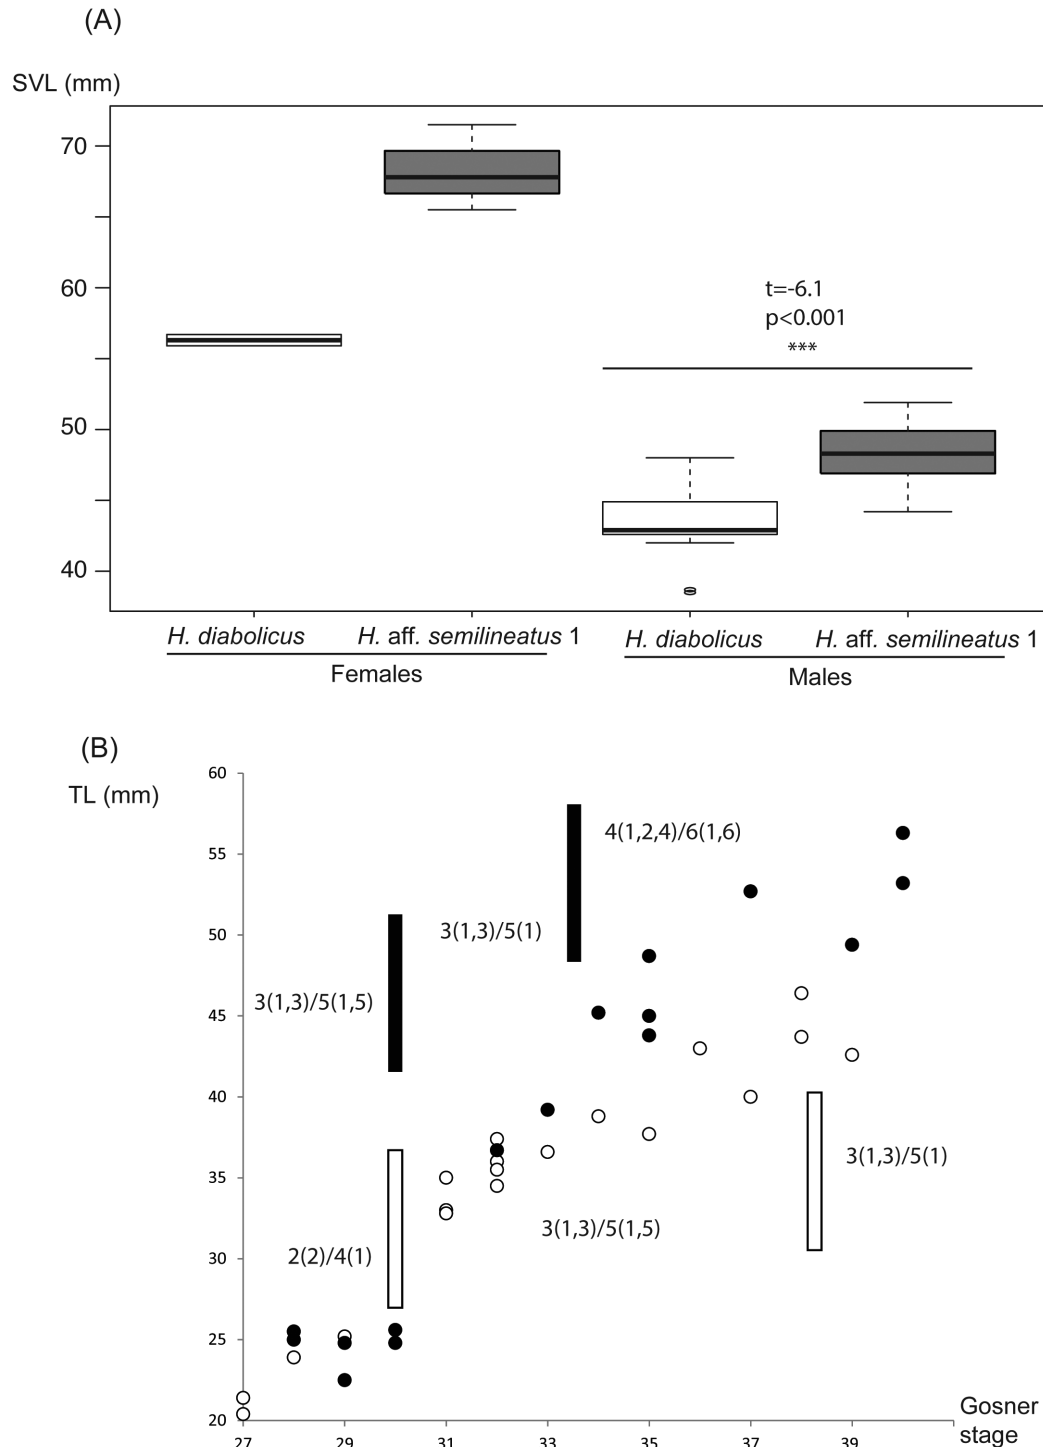 (A)
SVL (mm)
70
60
50
40
t=-6.1
p<0.001
***
H. diabolicus
H. aff. semilineatus 1
H. diabolicus
H. aff. semilineatus 1
Females
Males
(B)
TL (mm)
60
55
50
45
40
35
30
25
20
4(1,2,4)/6(1,6)
3(1,3)/5(1)
3(1,3)/5(1,5)
3(1,3)/5(1)
3(1,3)/5(1,5)
2(2)/4(1)
27
29
31
33
35
37
39
Gosner
stage